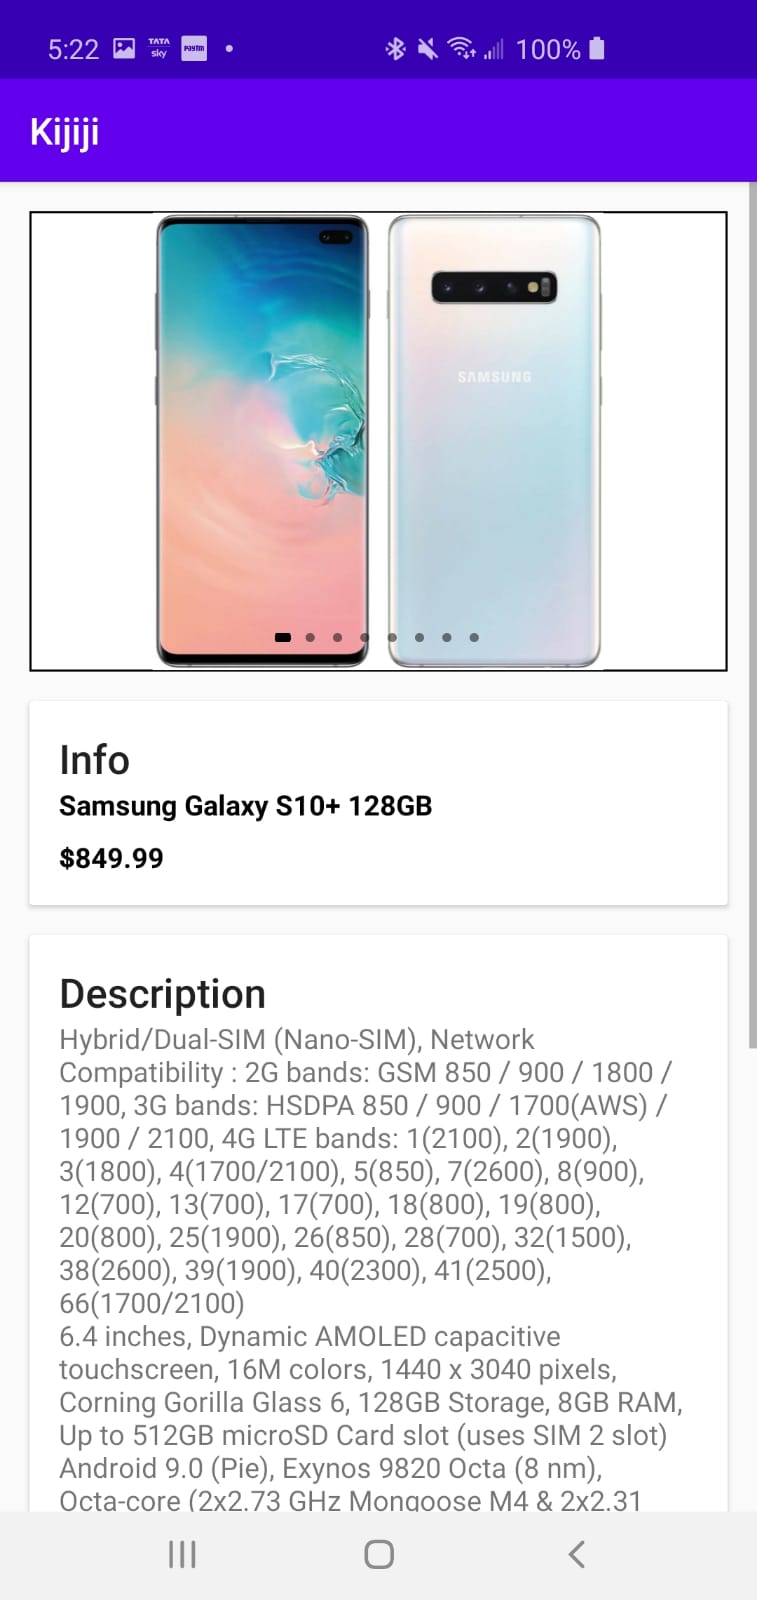 5:22 TATA sky Paytm 100%
Kijiji
SAMSUNG
Info
Samsung Galaxy S10+ 128GB
$849.99
Description
Hybrid/Dual-SIM (Nano-SIM), Network
Compatibility : 2G bands: GSM 850 / 900 / 1800 /
1900, 3G bands: HSDPA 850 / 900 / 1700(AWS) /
1900 / 2100, 4G LTE bands: 1(2100), 2(1900),
3(1800), 4(1700/2100), 5(850), 7(2600), 8(900),
12(700), 13(700), 17(700), 18(800), 19(800),
20(800), 25(1900), 26(850), 28(700), 32(1500),
38(2600), 39(1900), 40(2300), 41(2500),
66(1700/2100)
6.4 inches, Dynamic AMOLED capacitive
touchscreen, 16M colors, 1440 x 3040 pixels,
Corning Gorilla Glass 6, 128GB Storage, 8GB RAM,
Up to 512GB microSD Card slot (uses SIM 2 slot)
Android 9.0 (Pie), Exynos 9820 Octa (8 nm),
Octa-core (2x2.73 GHz Mongoose M4 & 2x2.31